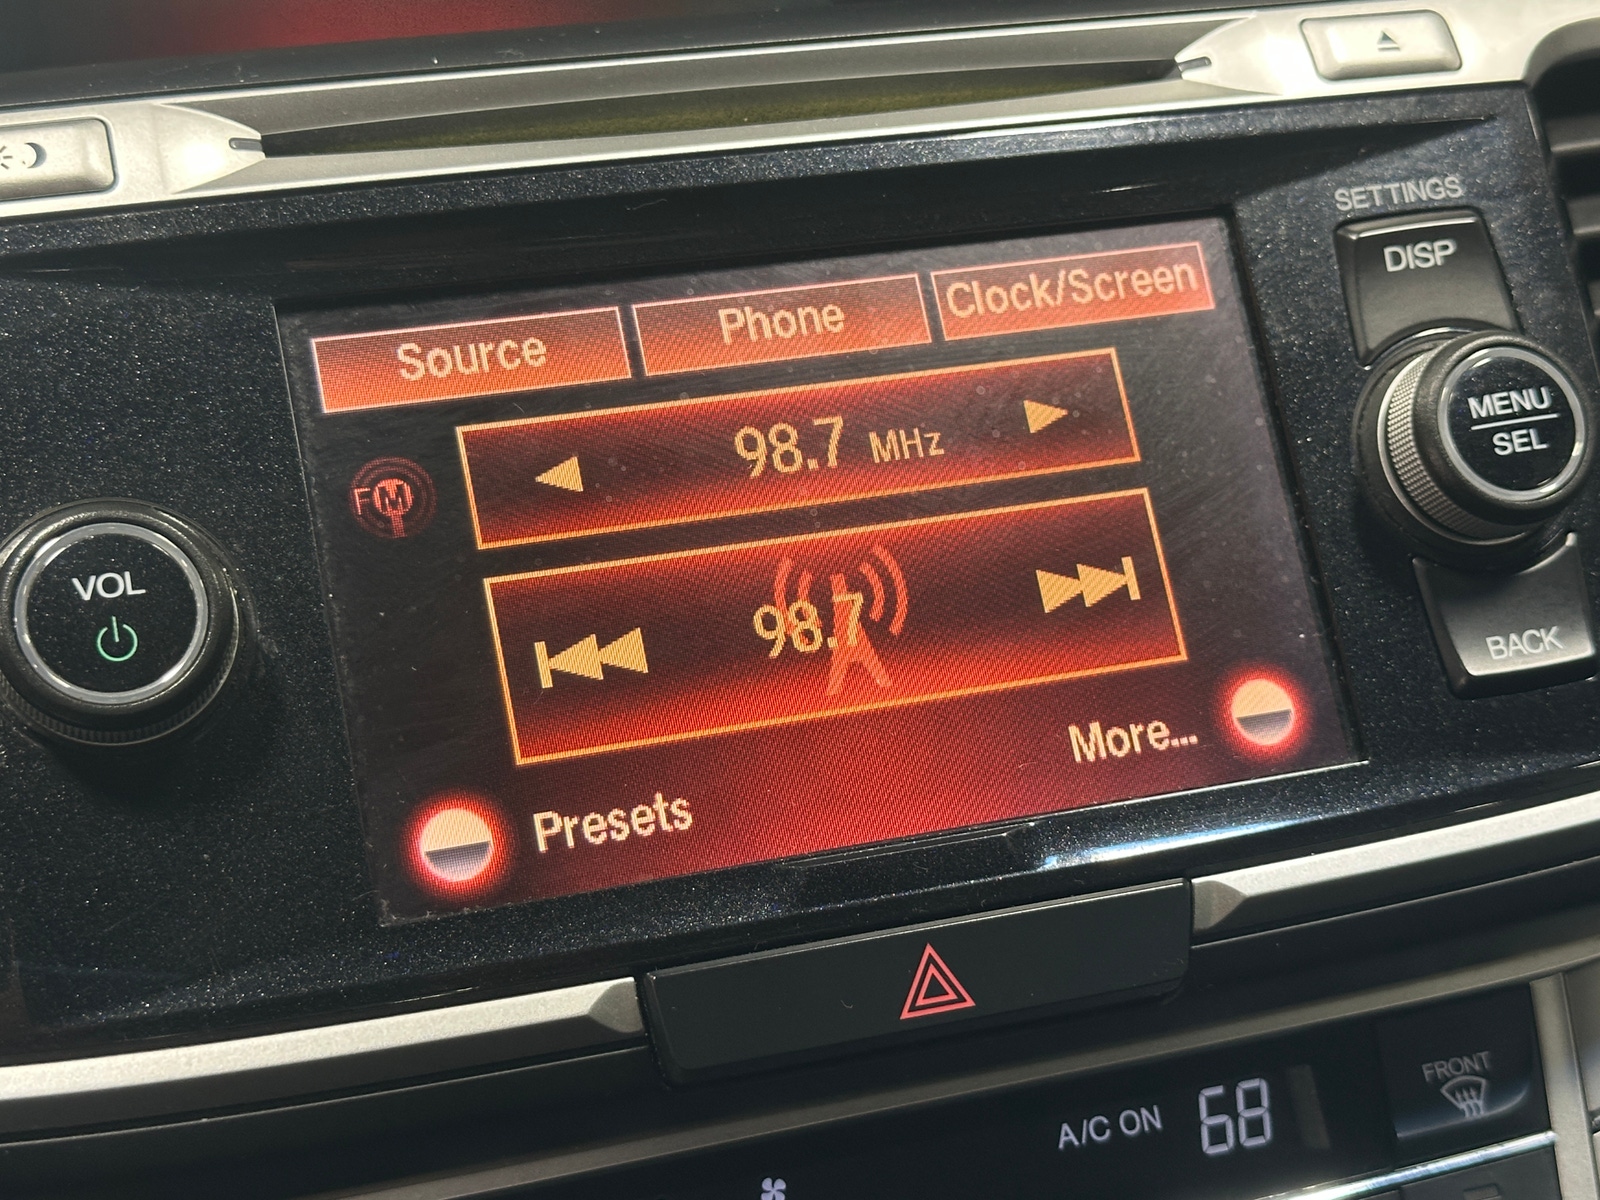 SETTINGS
DISP
Source Phone Clock/Screen
98.7 MHz
FM
MENU
SEL
98.7
VOL
BACK
More...
Presets
FRONT
A/C ON 68